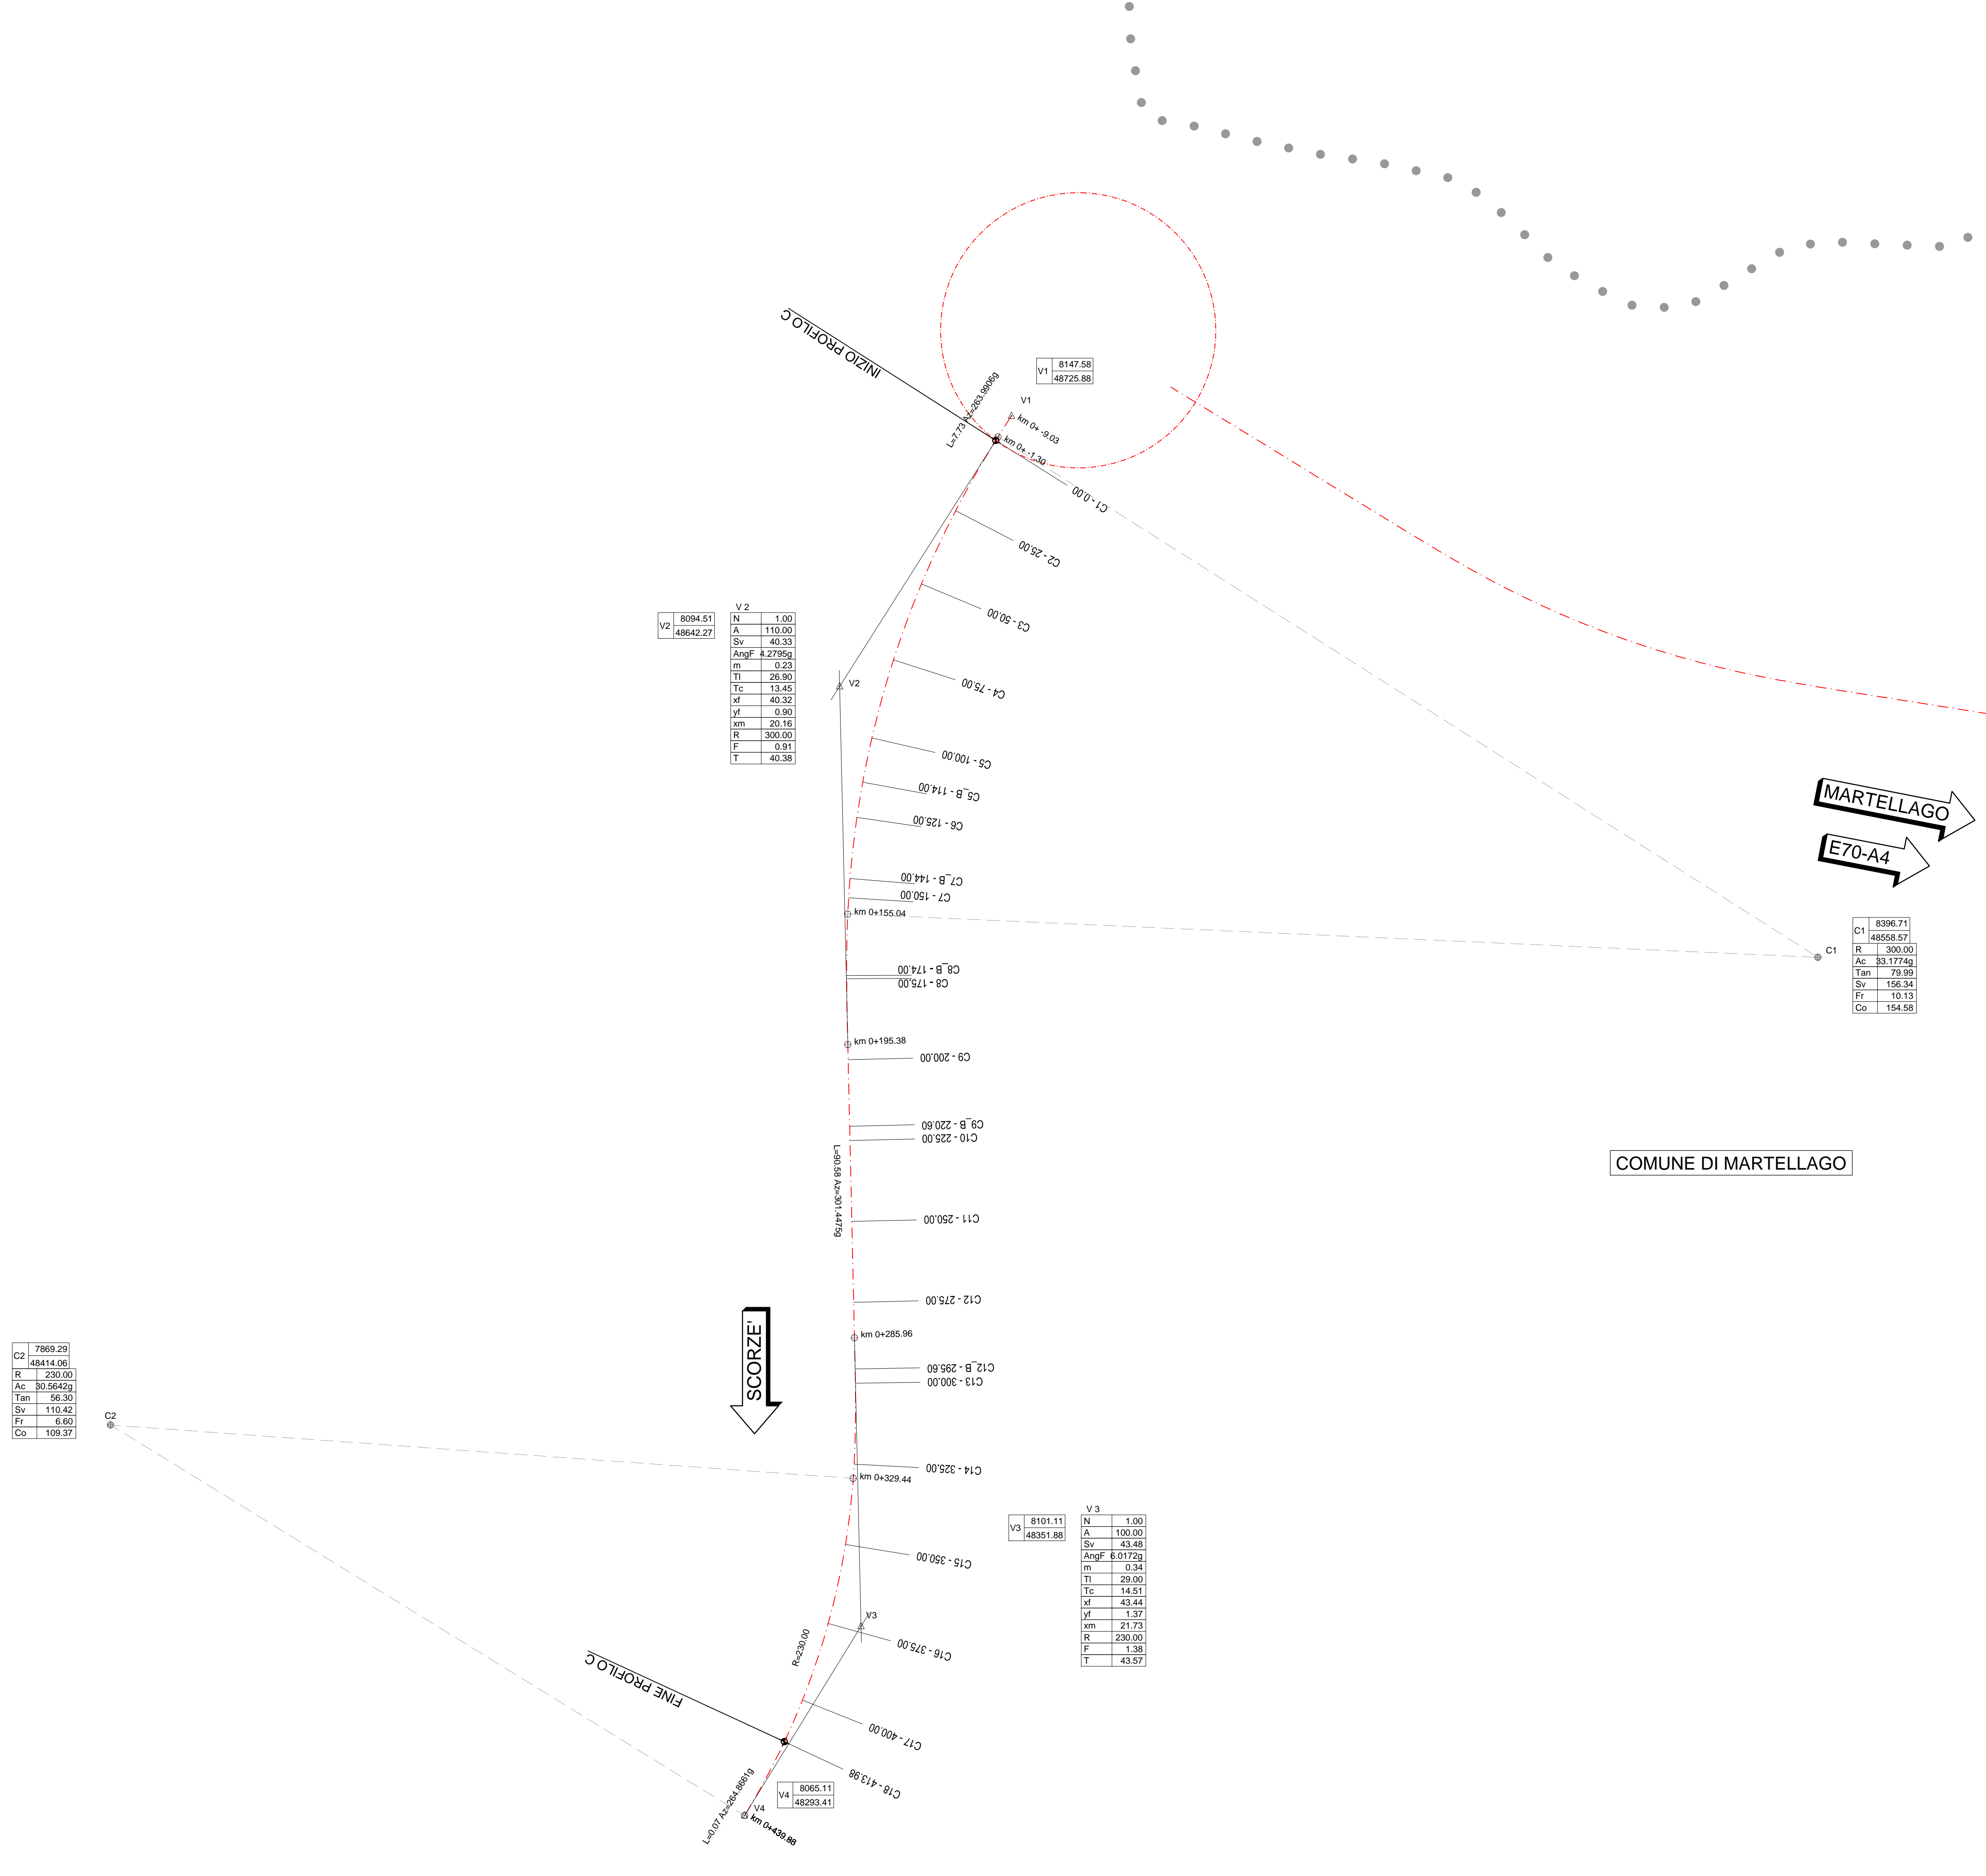 INIZIO PROFILO C
L=7.73 Az=263.9906g
V1 8147.58
48725.88
V1
km 0+ -9.03
km 0+ -1.30
C1 - 0.00
C2 - 25.00
C3 - 50.00
V2 8094.51
48642.27
V 2
N 1.00
A 110.00
Sv 40.33
AngF 4.2795g
m 0.23
Tl 26.90
Tc 13.45
xf 40.32
yf 0.90
xm 20.16
R 300.00
F 0.91
T 40.38
V2
C4 - 75.00
C5 - 100.00
C5_B - 114.00
C6 - 125.00
C7_B - 144.00
C7 - 150.00
km 0+155.04
C8_B - 174.00
C8 - 175.00
km 0+195.38
C9 - 200.00
MARTELLAGO
E70-A4
C1
C1 8396.71
48558.57
R 300.00
Ac 33.1774g
Tan 79.99
Sv 156.34
Fr 10.13
Co 154.58
C9_B - 220.60
C10 - 225.00
L=90.58 Az=301.4475g
COMUNE DI MARTELLAGO
C11 - 250.00
C12 - 275.00
km 0+285.96
SCORZE'
C12_B - 295.60
C13 - 300.00
C2 7869.29
48414.06
R 230.00
Ac 30.5642g
Tan 56.30
Sv 110.42
Fr 6.60
Co 109.37
C2
C14 - 325.00
km 0+329.44
C15 - 350.00
V3 8101.11
48351.88
V 3
N 1.00
A 100.00
Sv 43.48
AngF 6.0172g
m 0.34
Tl 29.00
Tc 14.51
xf 43.44
yf 1.37
xm 21.73
R 230.00
F 1.38
T 43.57
V3
R=230.00
C16 - 375.00
FINE PROFILO C
C17 - 400.00
C18 - 413.98
L=0.07 Az=264.8661g
V4 8065.11
48293.41
V4
km 0+439.88